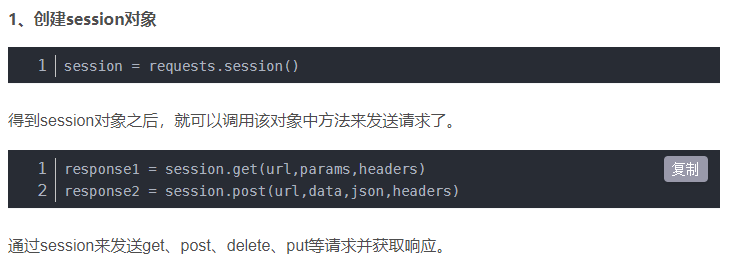 1、创建session对象
1 session = requests.session()
得到session对象之后，就可以调用该对象中方法来发送请求了。
1 response1 = session.get(url,params,headers)
复制
2 response2 = session.post(url,data,json,headers)
通过session来发送get、post、delete、put等请求并获取响应。